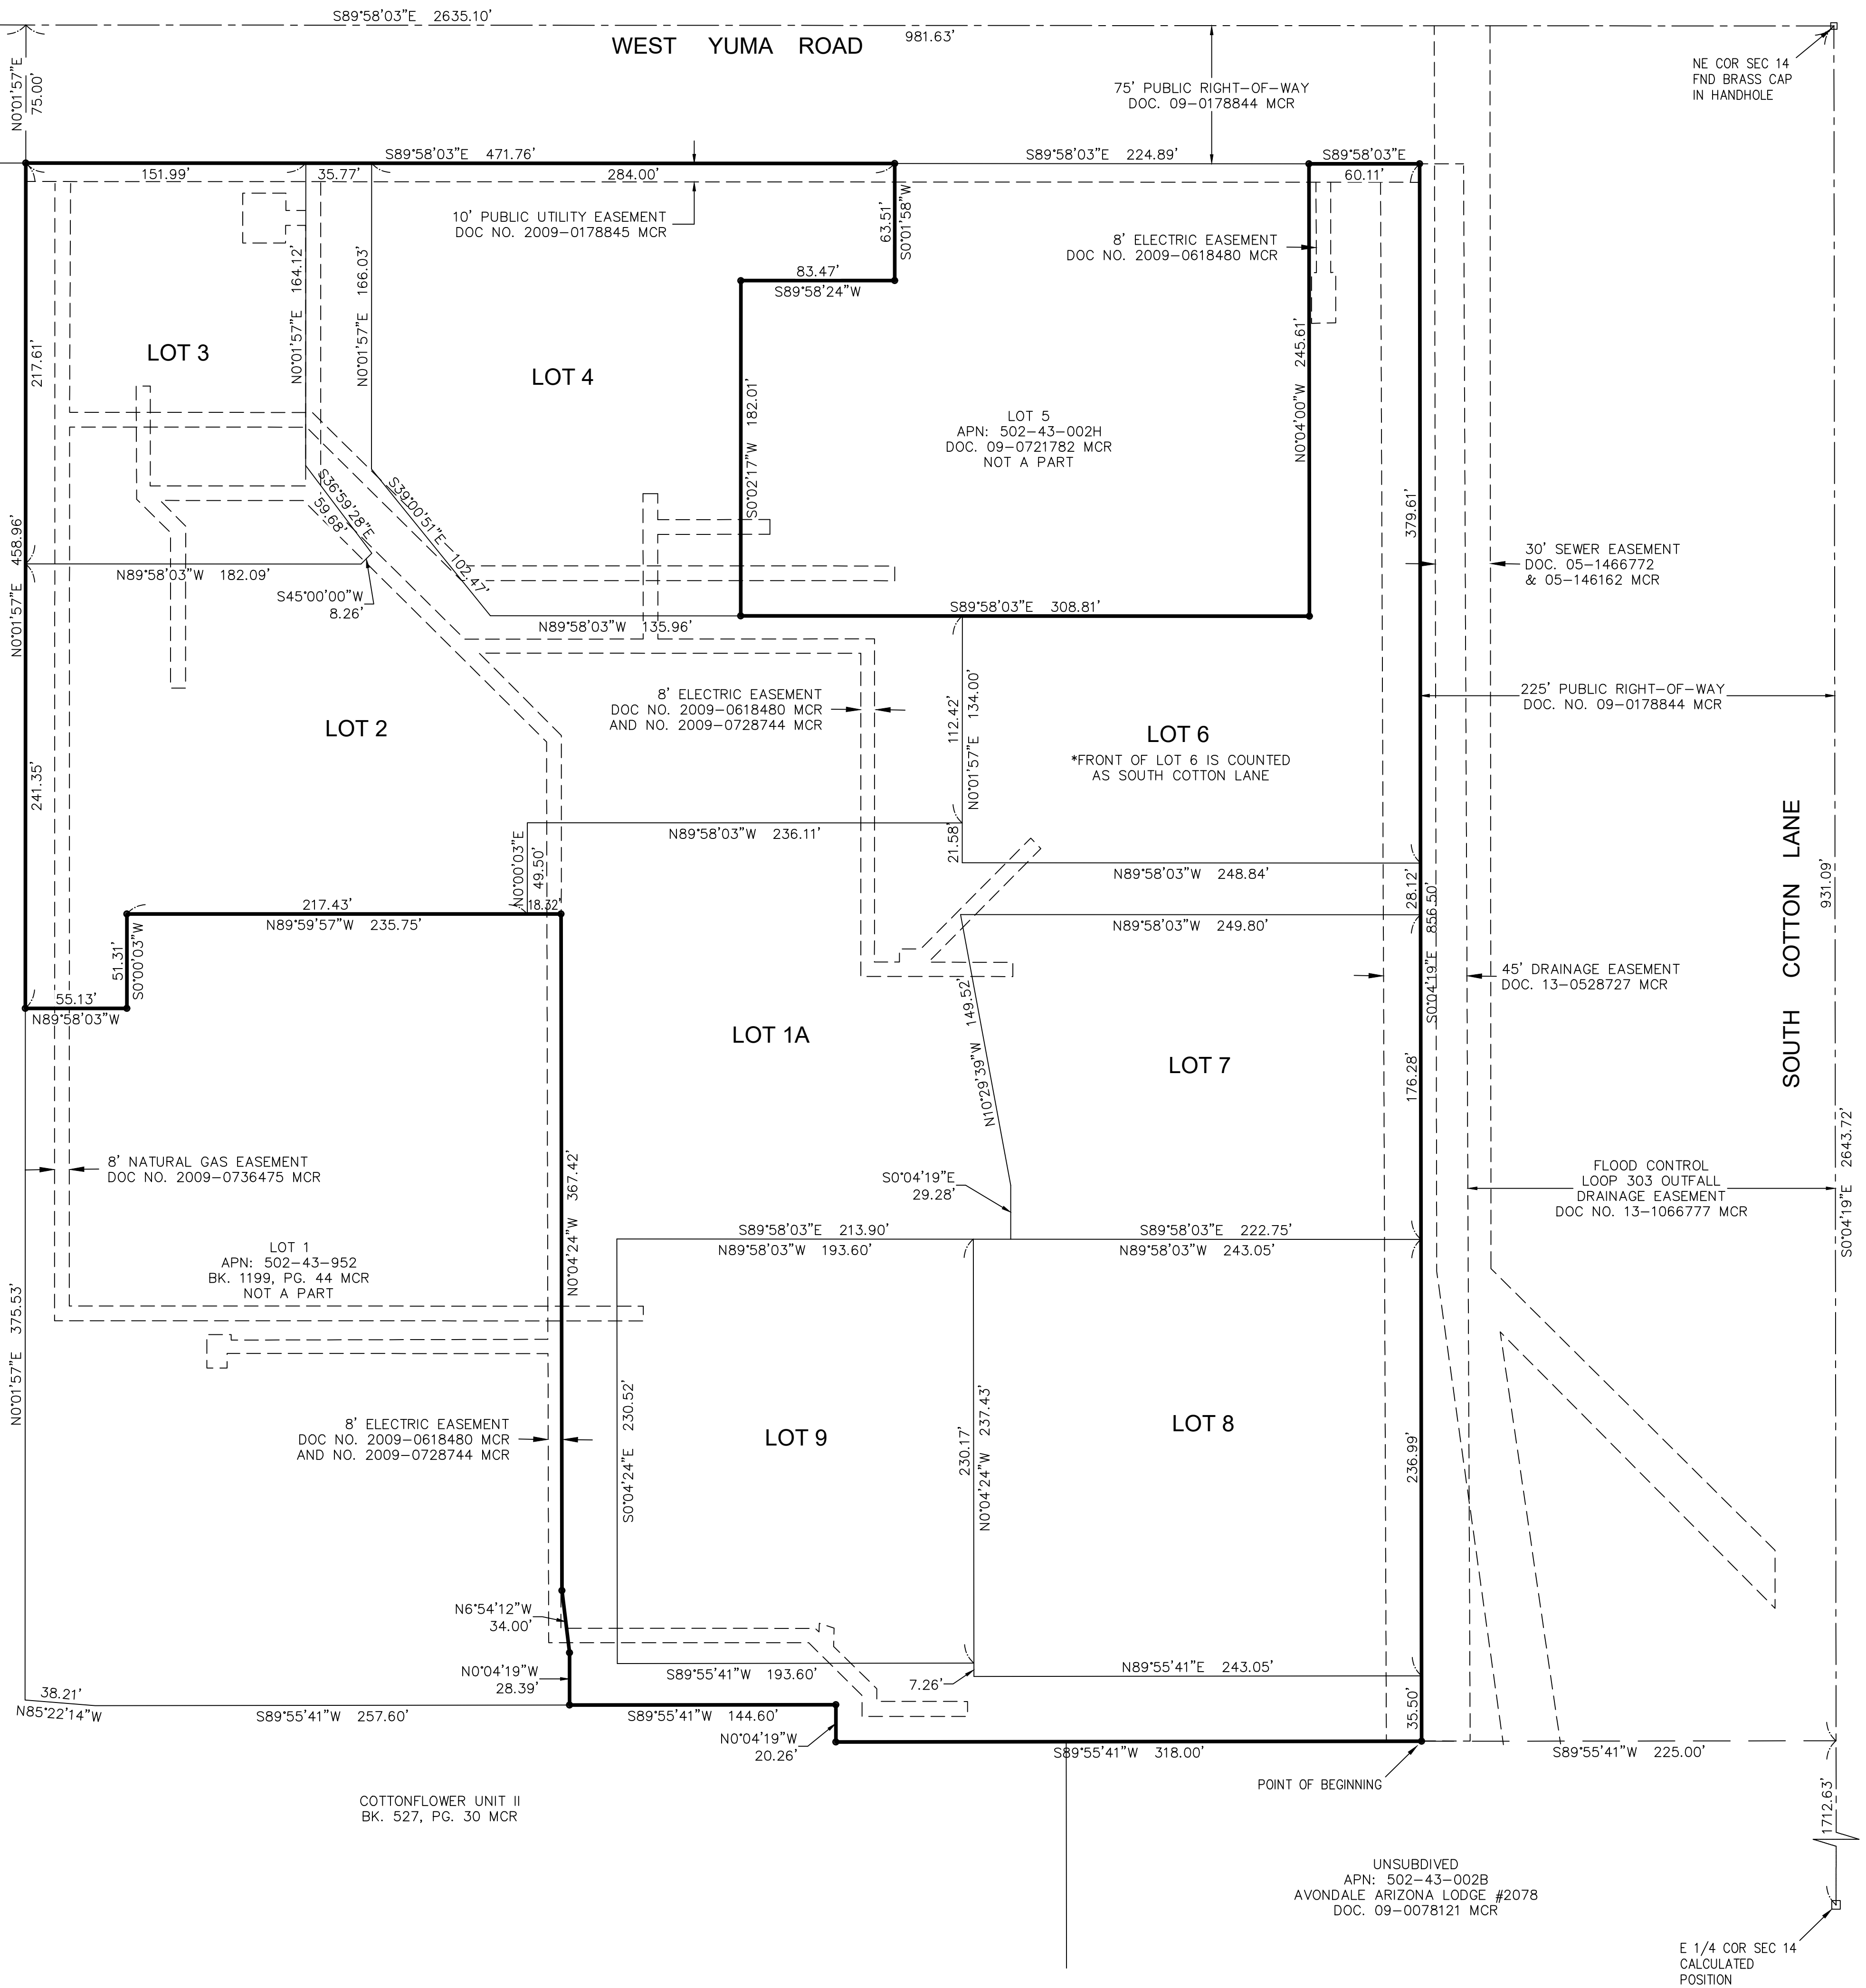 S89°58'03"E 2635.10'
WEST YUMA ROAD
981.63'
N0°01'57"E
75.00'
NE COR SEC 14
FND BRASS CAP
IN HANDHOLE
75' PUBLIC RIGHT-OF-WAY
DOC. 09-0178844 MCR
S89°58'03"E 471.76'
S89°58'03"E 224.89'
S89°58'03"E
60.11'
151.99'
35.77'
284.00'
10' PUBLIC UTILITY EASEMENT
DOC NO. 2009-0178845 MCR
63.51'
S0°01'58"W
8' ELECTRIC EASEMENT
DOC NO. 2009-0618480 MCR
83.47'
S89°58'24"W
N0°01'57"E 164.12'
N0°01'57"E 166.03'
217.61'
LOT 3
LOT 4
S0°02'17"W 182.01'
LOT 5
APN: 502-43-002H
DOC. 09-0721782 MCR
NOT A PART
N0°04'00"W 245.61'
379.61'
S36°59'28"E
59.68'
S39°00'51"E 102.47'
N0°01'57"E 458.96'
N89°58'03"W 182.09'
S45°00'00"W
8.26'
30' SEWER EASEMENT
DOC. 05-1466772
& 05-146162 MCR
S89°58'03"E 308.81'
N89°58'03"W 135.96'
8' ELECTRIC EASEMENT
DOC NO. 2009-0618480 MCR
AND NO. 2009-0728744 MCR
225' PUBLIC RIGHT-OF-WAY
DOC. NO. 09-0178844 MCR
LOT 2
112.42'
N0°01'57"E 134.00'
LOT 6
*FRONT OF LOT 6 IS COUNTED
AS SOUTH COTTON LANE
241.35'
N89°58'03"W 236.11'
21.58'
N0°00'03"E
49.50'
N89°58'03"W 248.84'
28.12'
S0°04'19"E 856.50'
931.09'
SOUTH COTTON LANE
217.43'
18.32'
N89°59'57"W 235.75'
N89°58'03"W 249.80'
51.31'
S0°00'03"W
55.13'
N89°58'03"W
45' DRAINAGE EASEMENT
DOC. 13-0528727 MCR
LOT 1A
N10°29'39"W 149.52'
LOT 7
176.28'
8' NATURAL GAS EASEMENT
DOC NO. 2009-0736475 MCR
S0°04'19"E
29.28'
FLOOD CONTROL
LOOP 303 OUTFALL
DRAINAGE EASEMENT
DOC NO. 13-1066777 MCR
S0°04'19"E 2643.72'
N0°04'24"W 367.42'
S89°58'03"E 213.90'
S89°58'03"E 222.75'
N89°58'03"W 193.60'
N89°58'03"W 243.05'
LOT 1
APN: 502-43-952
BK. 1199, PG. 44 MCR
NOT A PART
N0°01'57"E 375.53'
8' ELECTRIC EASEMENT
DOC NO. 2009-0618480 MCR
AND NO. 2009-0728744 MCR
S0°04'24"E 230.52'
LOT 9
230.17'
N0°04'24"W 237.43'
LOT 8
236.99'
N6°54'12"W
34.00'
N0°04'19"W
28.39'
S89°55'41"W 193.60'
7.26'
N89°55'41"E 243.05'
35.50'
38.21'
N85°22'14"W
S89°55'41"W 257.60'
S89°55'41"W 144.60'
N0°04'19"W
20.26'
S89°55'41"W 318.00'
S89°55'41"W 225.00'
POINT OF BEGINNING
COTTONFLOWER UNIT II
BK. 527, PG. 30 MCR
1712.63'
UNSUBDIVED
APN: 502-43-002B
AVONDALE ARIZONA LODGE #2078
DOC. 09-0078121 MCR
E 1/4 COR SEC 14
CALCULATED
POSITION